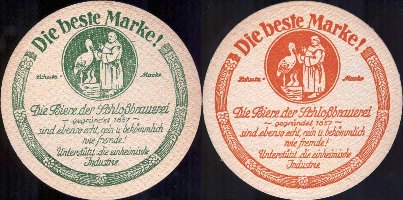 Die beste Marke!
Schutz- Marke
Die Biere der Schloßbrauerei
~ gegründet 1857 ~
sind ebenso echt, rein u. bekömmlich
wie fremde!
Unterstützt die einheimische
Industrie
Die beste Marke!
Schutz- Marke
Die Biere der Schloßbrauerei
~ gegründet 1857 ~
sind ebenso echt, rein u. bekömmlich
wie fremde!
Unterstützt die einheimische
Industrie